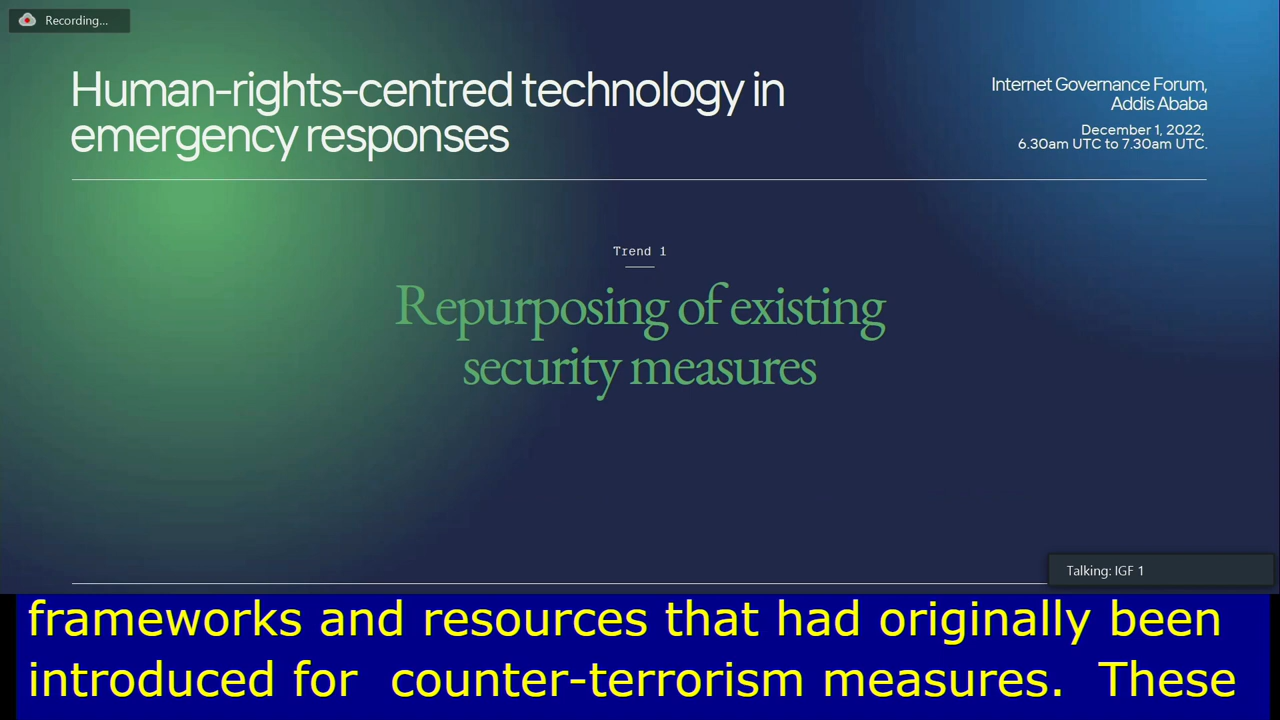 Recording...
Human-rights-centred technology in
emergency responses
Internet Governance Forum,
Addis Ababa
December 1, 2022,
6.30am UTC to 7.30am UTC.
Trend 1
Repurposing of existing
security measures
Talking: IGF 1
frameworks and resources that had originally been
introduced for counter-terrorism measures. These